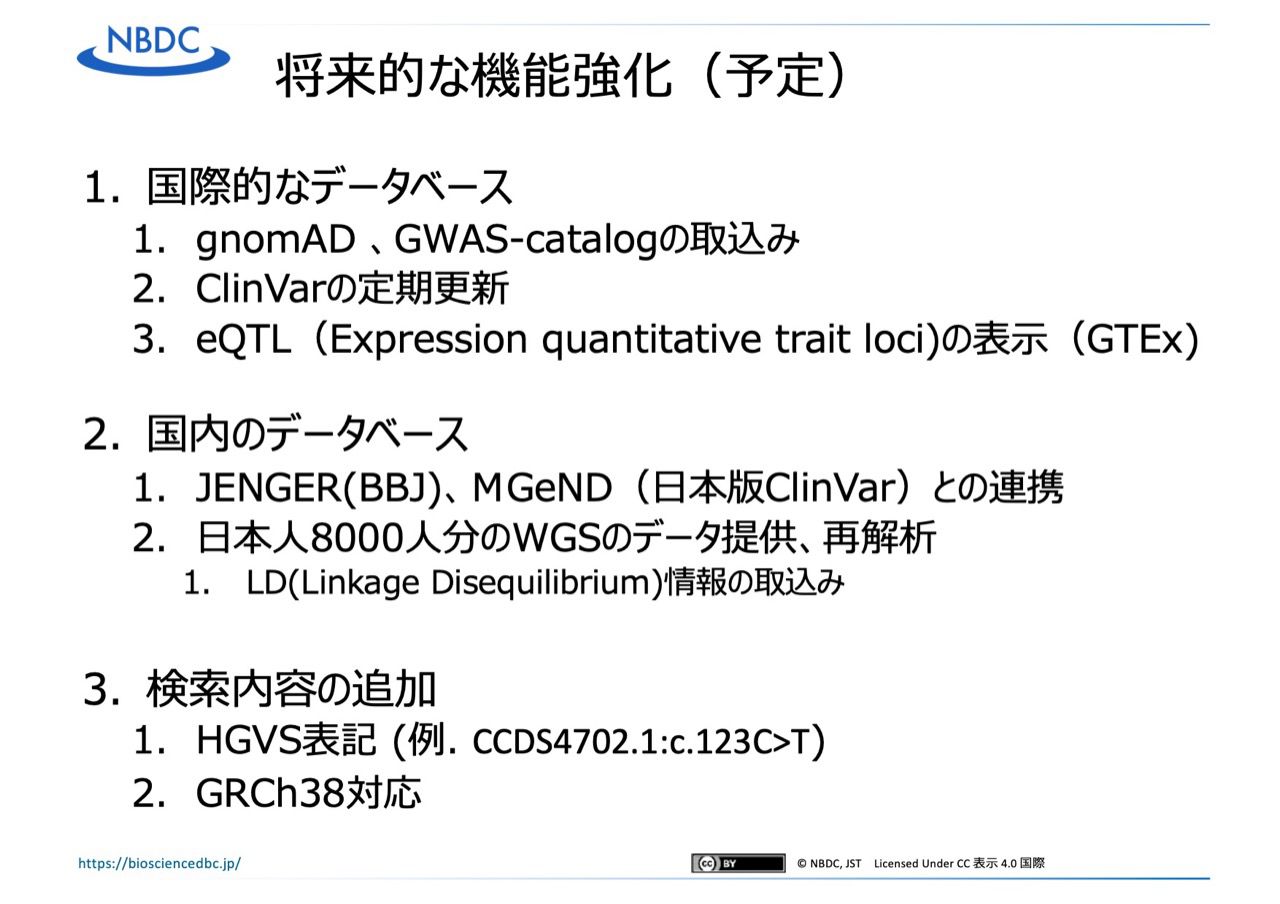 NBDC
将来的な機能強化（予定）
1. 国際的なデータベース
1. gnomAD 、GWAS-catalogの取込み
2. ClinVarの定期更新
3. eQTL（Expression quantitative trait loci)の表示（GTEx)
2. 国内のデータベース
1. JENGER(BBJ)、MGeND（日本版ClinVar）との連携
2. 日本人8000人分のWGSのデータ提供、再解析
1. LD(Linkage Disequilibrium)情報の取込み
3. 検索内容の追加
1. HGVS表記 (例. CCDS4702.1:c.123C>T)
2. GRCh38対応
https://biosciencedbc.jp/
cc BY © NBDC, JST Licensed Under CC 表示 4.0 国際